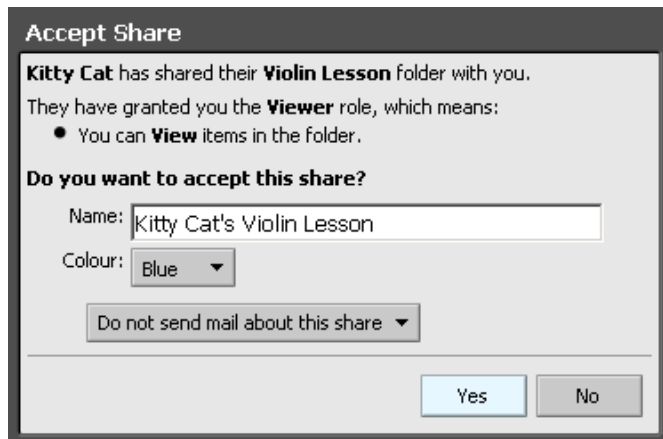 Accept Share
Kitty Cat has shared their Violin Lesson folder with you.
They have granted you the Viewer role, which means:
● You can View items in the folder.
Do you want to accept this share?
Name: Kitty Cat's Violin Lesson
Colour: Blue
Do not send mail about this share
Yes No